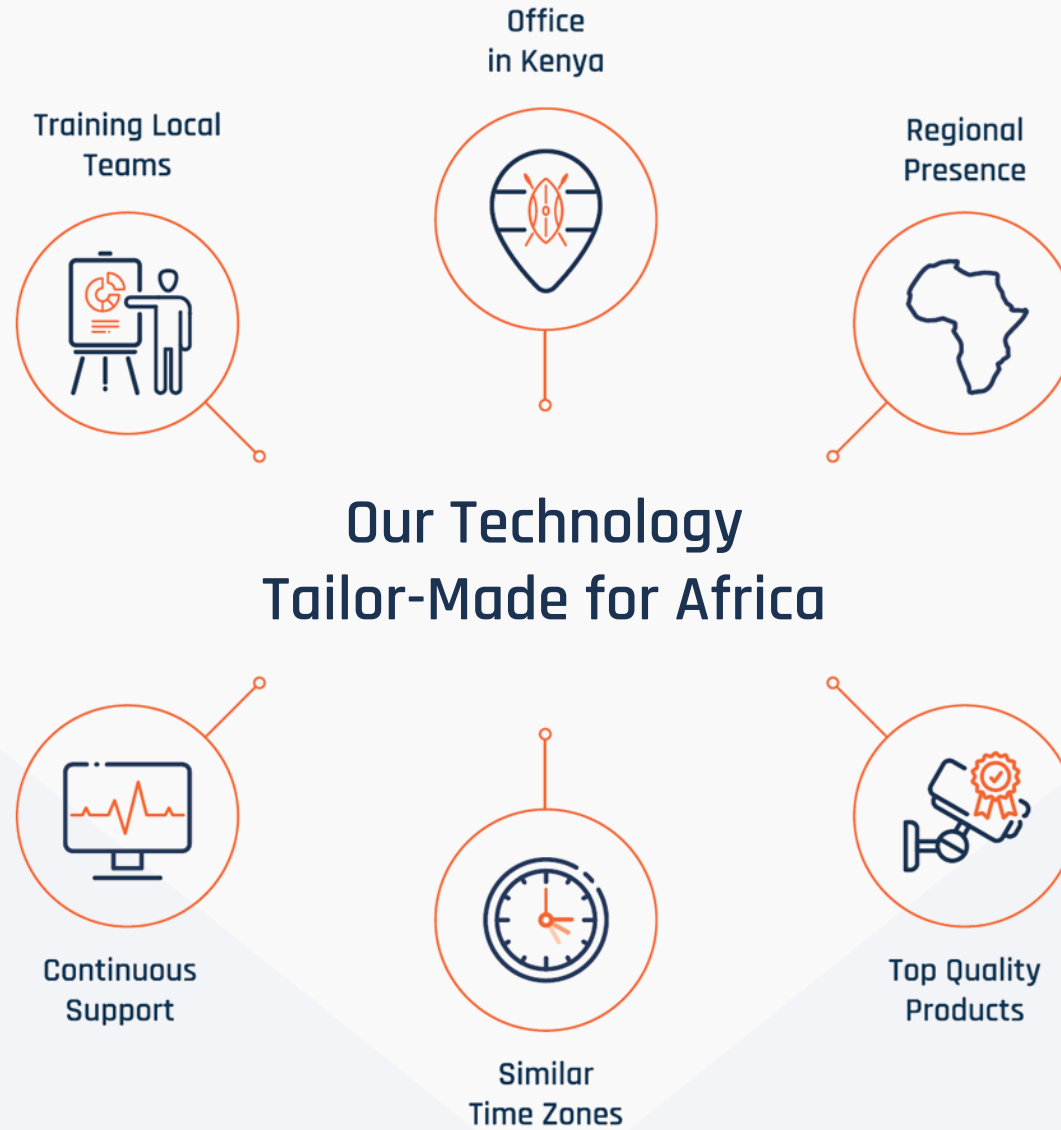 Office
in Kenya
Training Local
Teams
Regional
Presence
Our Technology
Tailor-Made for Africa
Continuous
Support
Top Quality
Products
Similar
Time Zones